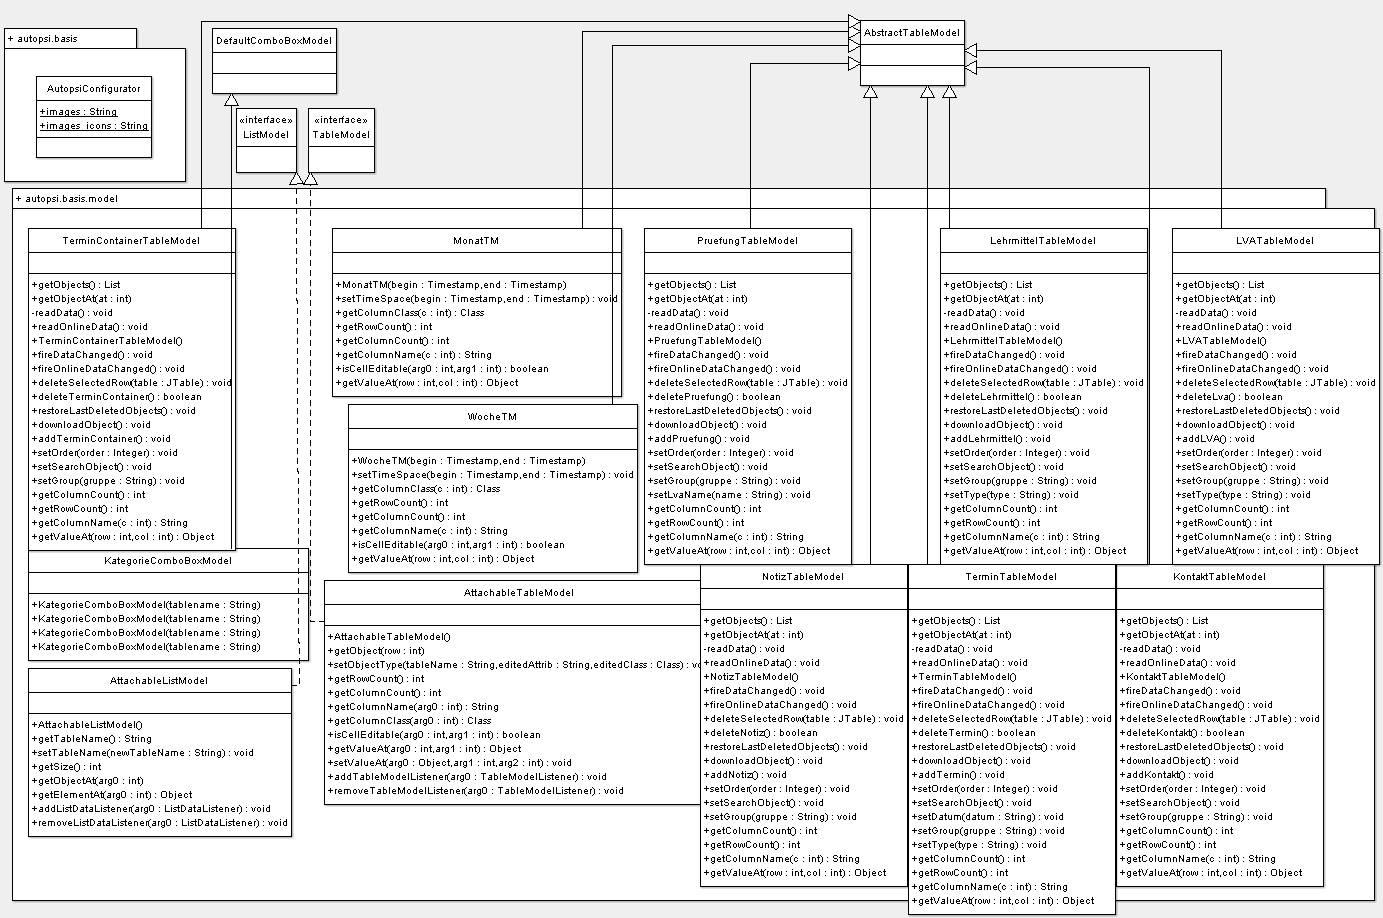 + autopsi.basis
AutopsiConfigurator
+images : String
+images_icons : String
DefaultComboBoxModel
«interface»
ListModel
«interface»
TableModel
AbstractTableModel
+ autopsi.basis.model
TerminContainerTableModel
+getObjects() : List
+getObjectAt(at : int)
-readData() : void
+readOnlineData() : void
+TerminContainerTableModel()
+fireDataChanged() : void
+fireOnlineDataChanged() : void
+deleteSelectedRow(table : JTable) : void
+deleteTerminContainer() : boolean
+restoreLastDeletedObjects() : void
+downloadObject() : void
+addTerminContainer() : void
+setOrder(order : Integer) : void
+setSearchObject() : void
+setGroup(gruppe : String) : void
+getColumnCount() : int
+getRowCount() : int
+getColumnName(c : int) : String
+getValueAt(row : int,col : int) : Object
MonatTM
+MonatTM(begin : Timestamp,end : Timestamp)
+setTimeSpace(begin : Timestamp,end : Timestamp) : void
+getColumnClass(c : int) : Class
+getRowCount() : int
+getColumnCount() : int
+getColumnName(c : int) : String
+isCellEditable(arg0 : int,arg1 : int) : boolean
+getValueAt(row : int,col : int) : Object
WocheTM
+WocheTM(begin : Timestamp,end : Timestamp)
+setTimeSpace(begin : Timestamp,end : Timestamp) : void
+getColumnClass(c : int) : Class
+getRowCount() : int
+getColumnCount() : int
+getColumnName(c : int) : String
+isCellEditable(arg0 : int,arg1 : int) : boolean
+getValueAt(row : int,col : int) : Object
PruefungTableModel
+getObjects() : List
+getObjectAt(at : int)
-readData() : void
+readOnlineData() : void
+PruefungTableModel()
+fireDataChanged() : void
+fireOnlineDataChanged() : void
+deleteSelectedRow(table : JTable) : void
+deletePruefung() : boolean
+restoreLastDeletedObjects() : void
+downloadObject() : void
+addPruefung() : void
+setOrder(order : Integer) : void
+setSearchObject() : void
+setGroup(gruppe : String) : void
+setLvaName(name : String) : void
+getColumnCount() : int
+getRowCount() : int
+getColumnName(c : int) : String
+getValueAt(row : int,col : int) : Object
LehrmittelTableModel
+getObjects() : List
+getObjectAt(at : int)
-readData() : void
+readOnlineData() : void
+LehrmittelTableModel()
+fireDataChanged() : void
+fireOnlineDataChanged() : void
+deleteSelectedRow(table : JTable) : void
+deleteLehrmittel() : boolean
+restoreLastDeletedObjects() : void
+downloadObject() : void
+addLehrmittel() : void
+setOrder(order : Integer) : void
+setSearchObject() : void
+setGroup(gruppe : String) : void
+setType(type : String) : void
+getColumnCount() : int
+getRowCount() : int
+getColumnName(c : int) : String
+getValueAt(row : int,col : int) : Object
LVATableModel
+getObjects() : List
+getObjectAt(at : int)
-readData() : void
+readOnlineData() : void
+LVATableModel()
+fireDataChanged() : void
+fireOnlineDataChanged() : void
+deleteSelectedRow(table : JTable) : void
+deleteLva() : boolean
+restoreLastDeletedObjects() : void
+downloadObject() : void
+addLVA() : void
+setOrder(order : Integer) : void
+setSearchObject() : void
+setGroup(gruppe : String) : void
+setType(type : String) : void
+getColumnCount() : int
+getRowCount() : int
+getColumnName(c : int) : String
+getValueAt(row : int,col : int) : Object
KategorieComboBoxModel
+KategorieComboBoxModel(tablename : String)
+KategorieComboBoxModel(tablename : String)
+KategorieComboBoxModel(tablename : String)
+KategorieComboBoxModel(tablename : String)
AttachableListModel
+AttachableListModel()
+getTableName() : String
+setTableName(newTableName : String) : void
+getSize() : int
+getObjectAt(arg0 : int)
+getElementAt(arg0 : int) : Object
+addListDataListener(arg0 : ListDataListener) : void
+removeListDataListener(arg0 : ListDataListener) : void
AttachableTableModel
+AttachableTableModel()
+getObject(row : int)
+setObjectType(tableName : String,editedAttrib : String,editedClass : Class) : vo
+getRowCount() : int
+getColumnCount() : int
+getColumnName(arg0 : int) : String
+getColumnClass(arg0 : int) : Class
+isCellEditable(arg0 : int,arg1 : int) : boolean
+getValueAt(arg0 : int,arg1 : int) : Object
+setValueAt(arg0 : Object,arg1 : int,arg2 : int) : void
+addTableModelListener(arg0 : TableModelListener) : void
+removeTableModelListener(arg0 : TableModelListener) : void
NotizTableModel
+getObjects() : List
+getObjectAt(at : int)
-readData() : void
+readOnlineData() : void
+NotizTableModel()
+fireDataChanged() : void
+fireOnlineDataChanged() : void
+deleteSelectedRow(table : JTable) : void
+deleteNotiz() : boolean
+restoreLastDeletedObjects() : void
+downloadObject() : void
+addNotiz() : void
+setOrder(order : Integer) : void
+setSearchObject() : void
+setGroup(gruppe : String) : void
+getColumnCount() : int
+getRowCount() : int
+getColumnName(c : int) : String
+getValueAt(row : int,col : int) : Object
TerminTableModel
+getObjects() : List
+getObjectAt(at : int)
-readData() : void
+readOnlineData() : void
+TerminTableModel()
+fireDataChanged() : void
+fireOnlineDataChanged() : void
+deleteSelectedRow(table : JTable) : void
+deleteTermin() : boolean
+restoreLastDeletedObjects() : void
+downloadObject() : void
+addTermin() : void
+setOrder(order : Integer) : void
+setSearchObject() : void
+setDatum(datum : String) : void
+setGroup(gruppe : String) : void
+setType(type : String) : void
+getColumnCount() : int
+getRowCount() : int
+getColumnName(c : int) : String
+getValueAt(row : int,col : int) : Object
KontaktTableModel
+getObjects() : List
+getObjectAt(at : int)
-readData() : void
+readOnlineData() : void
+KontaktTableModel()
+fireDataChanged() : void
+fireOnlineDataChanged() : void
+deleteSelectedRow(table : JTable) : void
+deleteKontakt() : boolean
+restoreLastDeletedObjects() : void
+downloadObject() : void
+addKontakt() : void
+setOrder(order : Integer) : void
+setSearchObject() : void
+setGroup(gruppe : String) : void
+getColumnCount() : int
+getRowCount() : int
+getColumnName(c : int) : String
+getValueAt(row : int,col : int) : Object